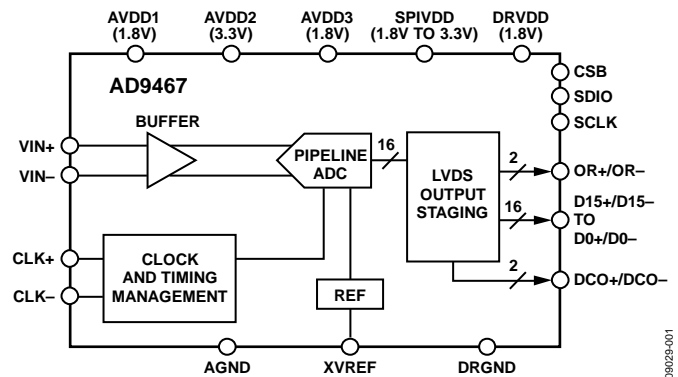 AVDD1 AVDD2 AVDD3 SPIVDD DRVDD
(1.8V) (3.3V) (1.8V) (1.8V TO 3.3V) (1.8V)
AD9467
CSB
SDIO
SCLK
BUFFER
VIN+
VIN–
PIPELINE
ADC
16
LVDS
OUTPUT
STAGING
2
OR+/OR–
16
D15+/D15–
TO
D0+/D0–
2
DCO+/DCO–
CLK+
CLK–
CLOCK
AND TIMING
MANAGEMENT
REF
AGND XVREF DRGND
09029-001